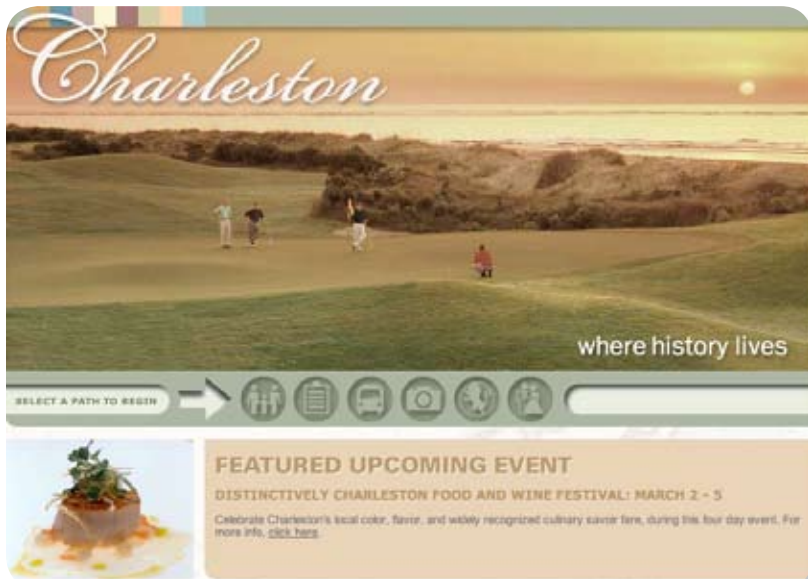 Charleston
where history lives
SELECT A PATH TO BEGIN
FEATURED UPCOMING EVENT
DISTINCTIVELY CHARLESTON FOOD AND WINE FESTIVAL: MARCH 2 - 5
Celebrate Charleston's local color, flavor, and widely recognized culinary savoir fare, during this four day event. For
more info, click here.